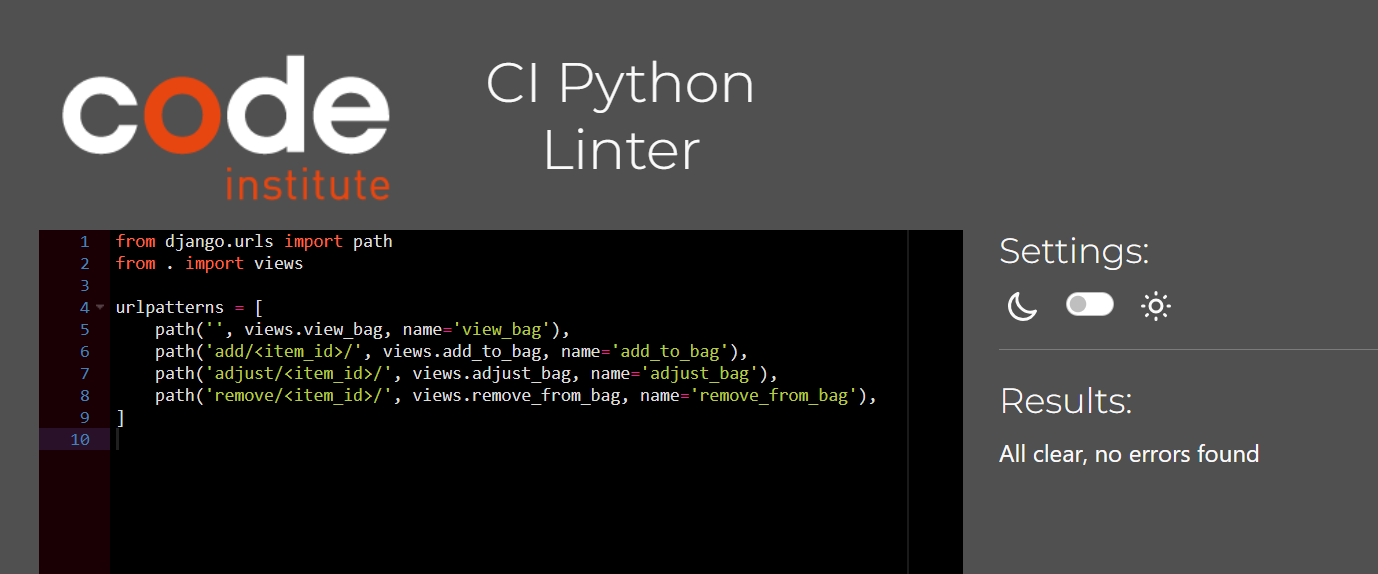 code
institute
CI Python
Linter
1 from django.urls import path
2 from . import views
3
4 urlpatterns = [
5     path('', views.view_bag, name='view_bag'),
6     path('add/<item_id>/', views.add_to_bag, name='add_to_bag'),
7     path('adjust/<item_id>/', views.adjust_bag, name='adjust_bag'),
8     path('remove/<item_id>/', views.remove_from_bag, name='remove_from_bag'),
9 ]
10
Settings:
Results:
All clear, no errors found